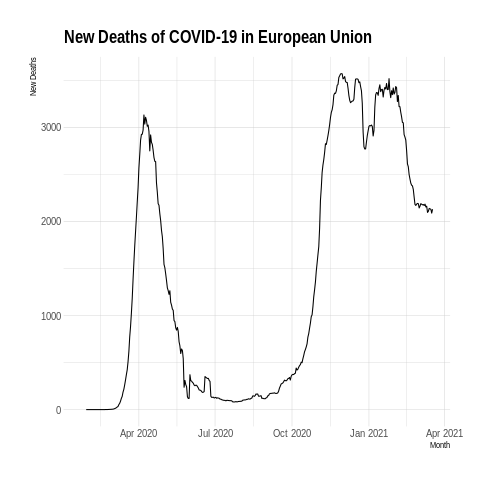 New Deaths of COVID-19 in European Union
New Deaths
3000
2000
1000
0
Apr 2020
Jul 2020
Oct 2020
Jan 2021
Apr 2021
Month